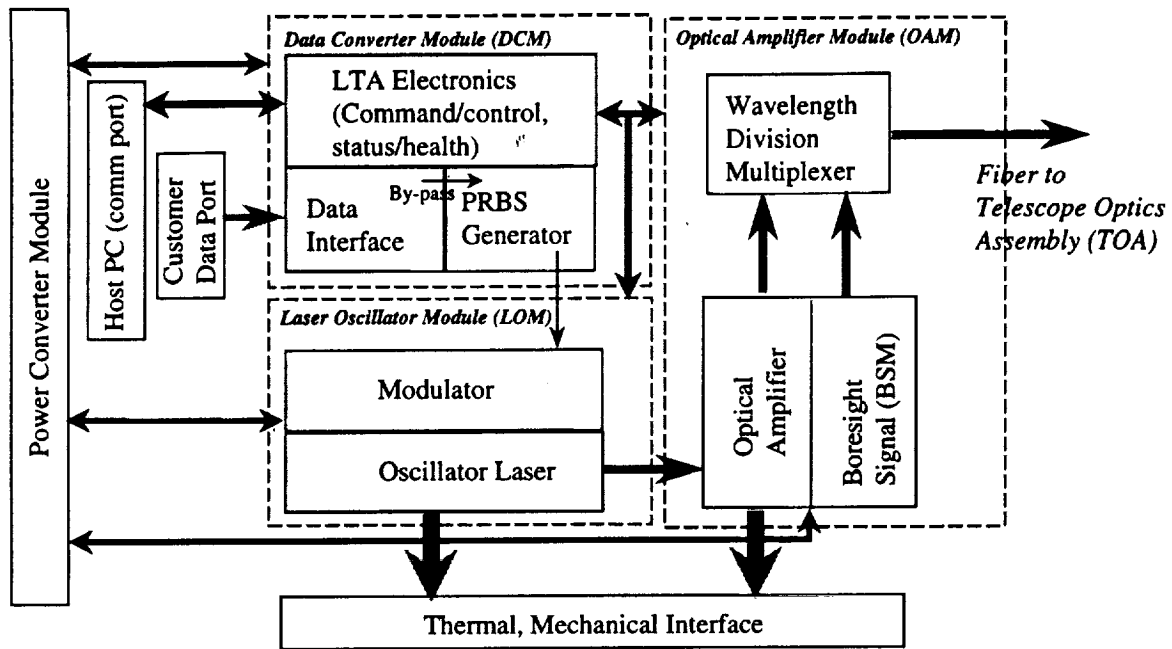 Power Converter Module
Host PC (comm port)
Customer
Data Port
Data Converter Module (DCM)
LTA Electronics
(Command/control,
status/health)
By-pass
Data
Interface
PRBS
Generator
Laser Oscillator Module (LOM)
Modulator
Oscillator Laser
Optical Amplifier Module (OAM)
Wavelength
Division
Multiplexer
Fiber to
Telescope Optics
Assembly (TOA)
Optical
Amplifier
Boresight
Signal (BSM)
Thermal, Mechanical Interface